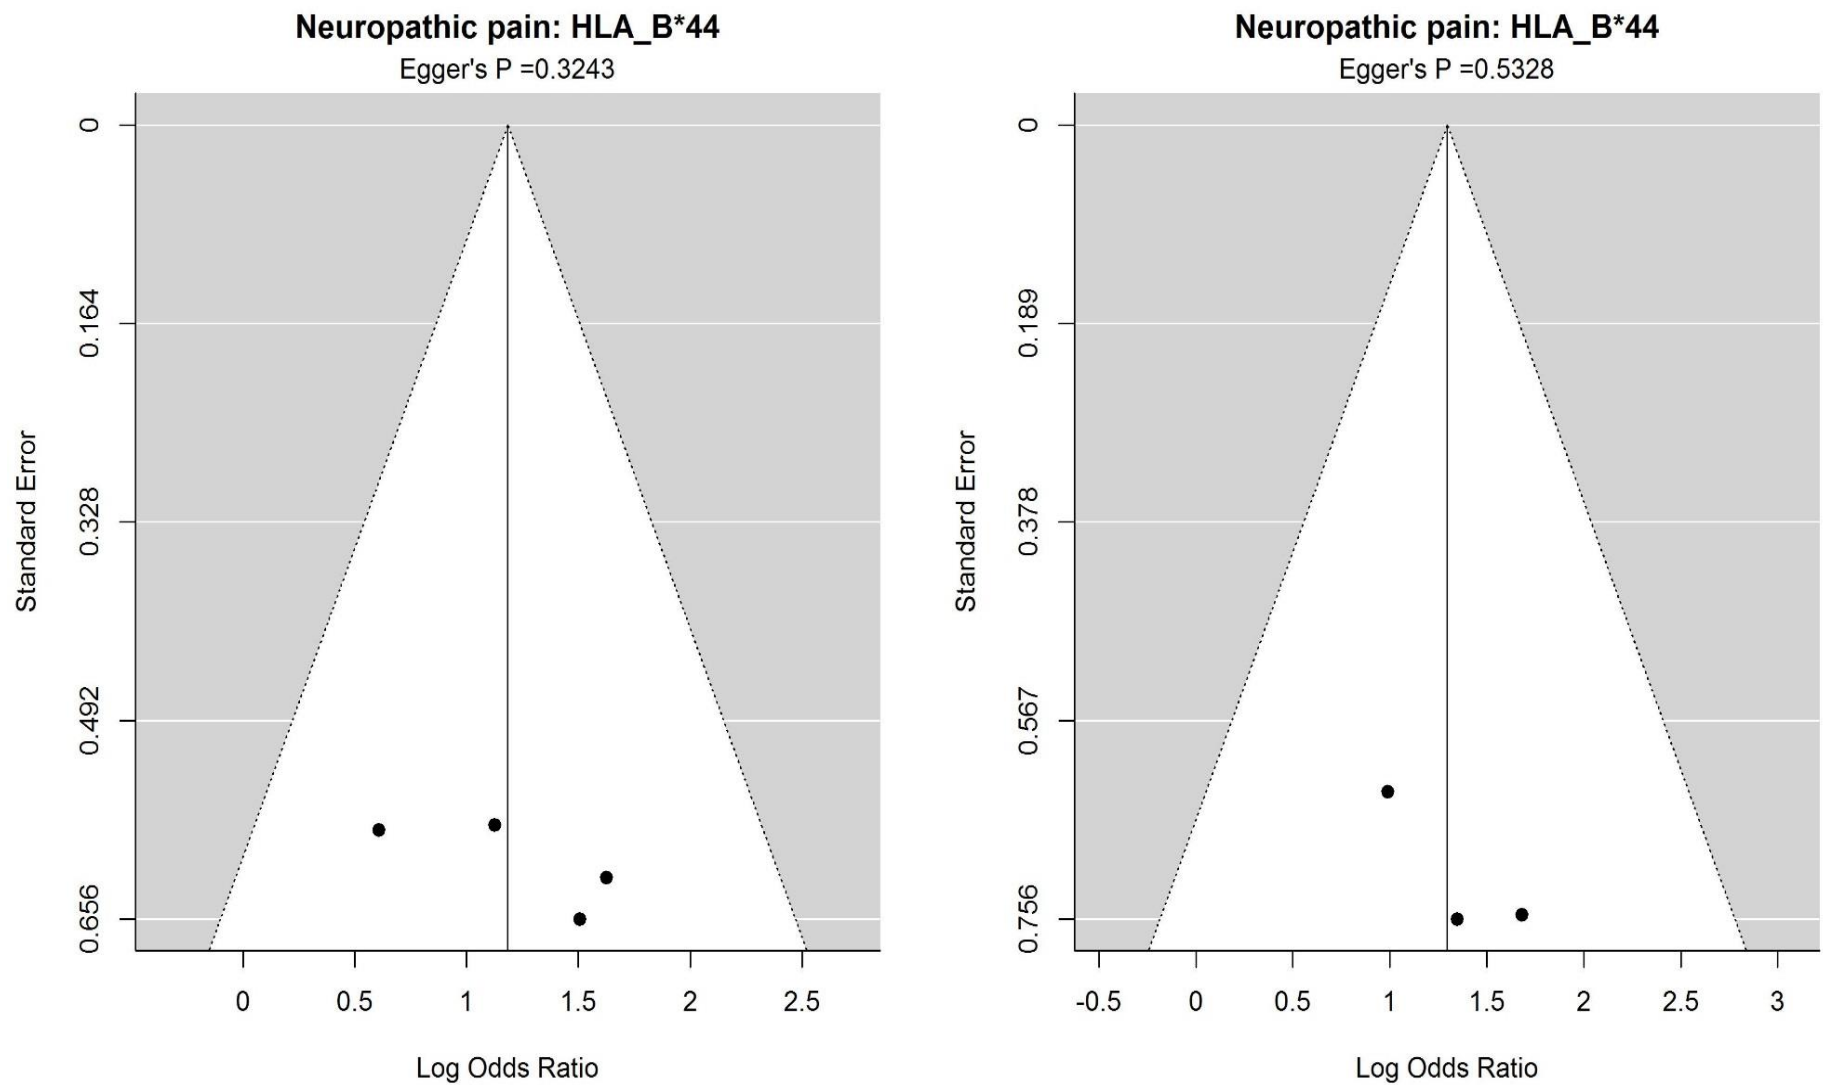 Neuropathic pain: HLA_B*44
Egger's P =0.3243
Standard Error
0
0.164
0.328
0.492
0.656
0 0.5 1 1.5 2 2.5
Log Odds Ratio
Neuropathic pain: HLA_B*44
Egger's P =0.5328
Standard Error
0
0.189
0.378
0.567
0.756
-0.5 0 0.5 1 1.5 2 2.5 3
Log Odds Ratio